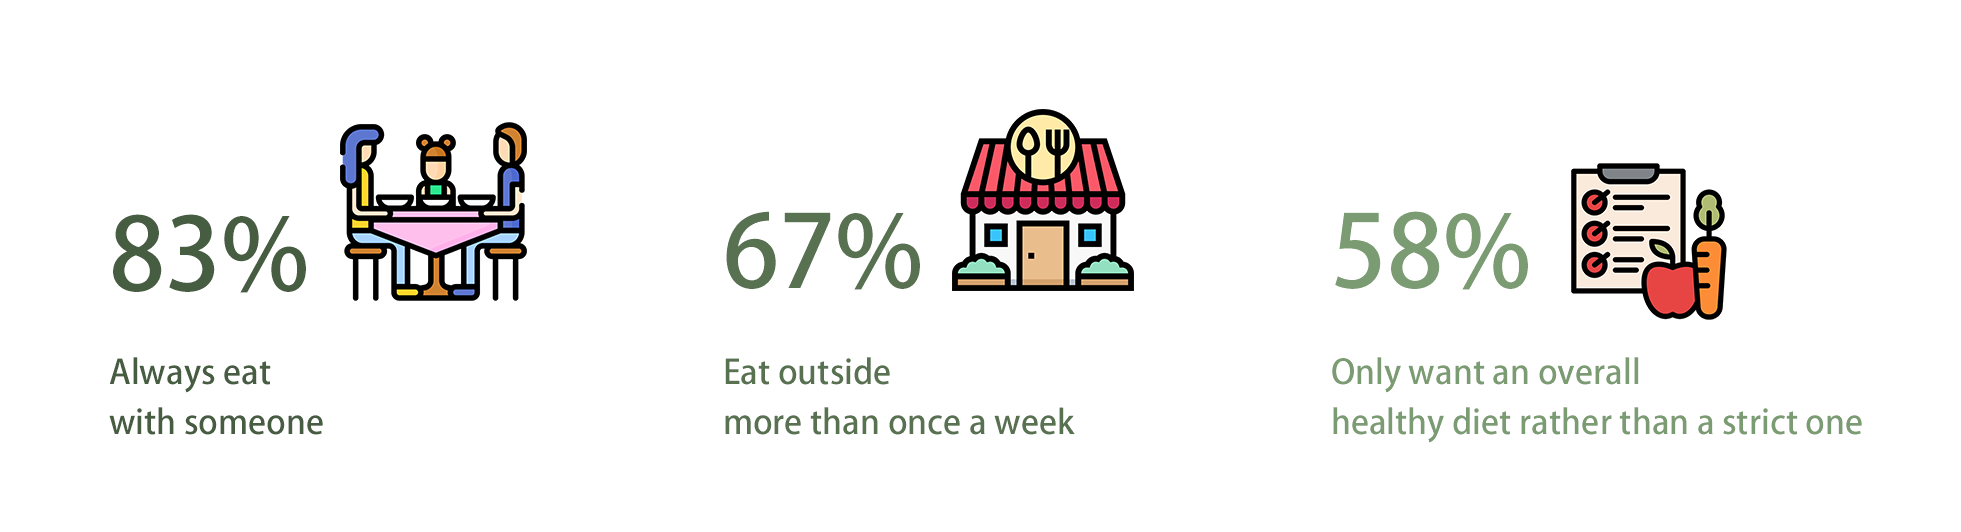 83%
Always eat
with someone
67%
Eat outside
more than once a week
58%
Only want an overall
healthy diet rather than a strict one